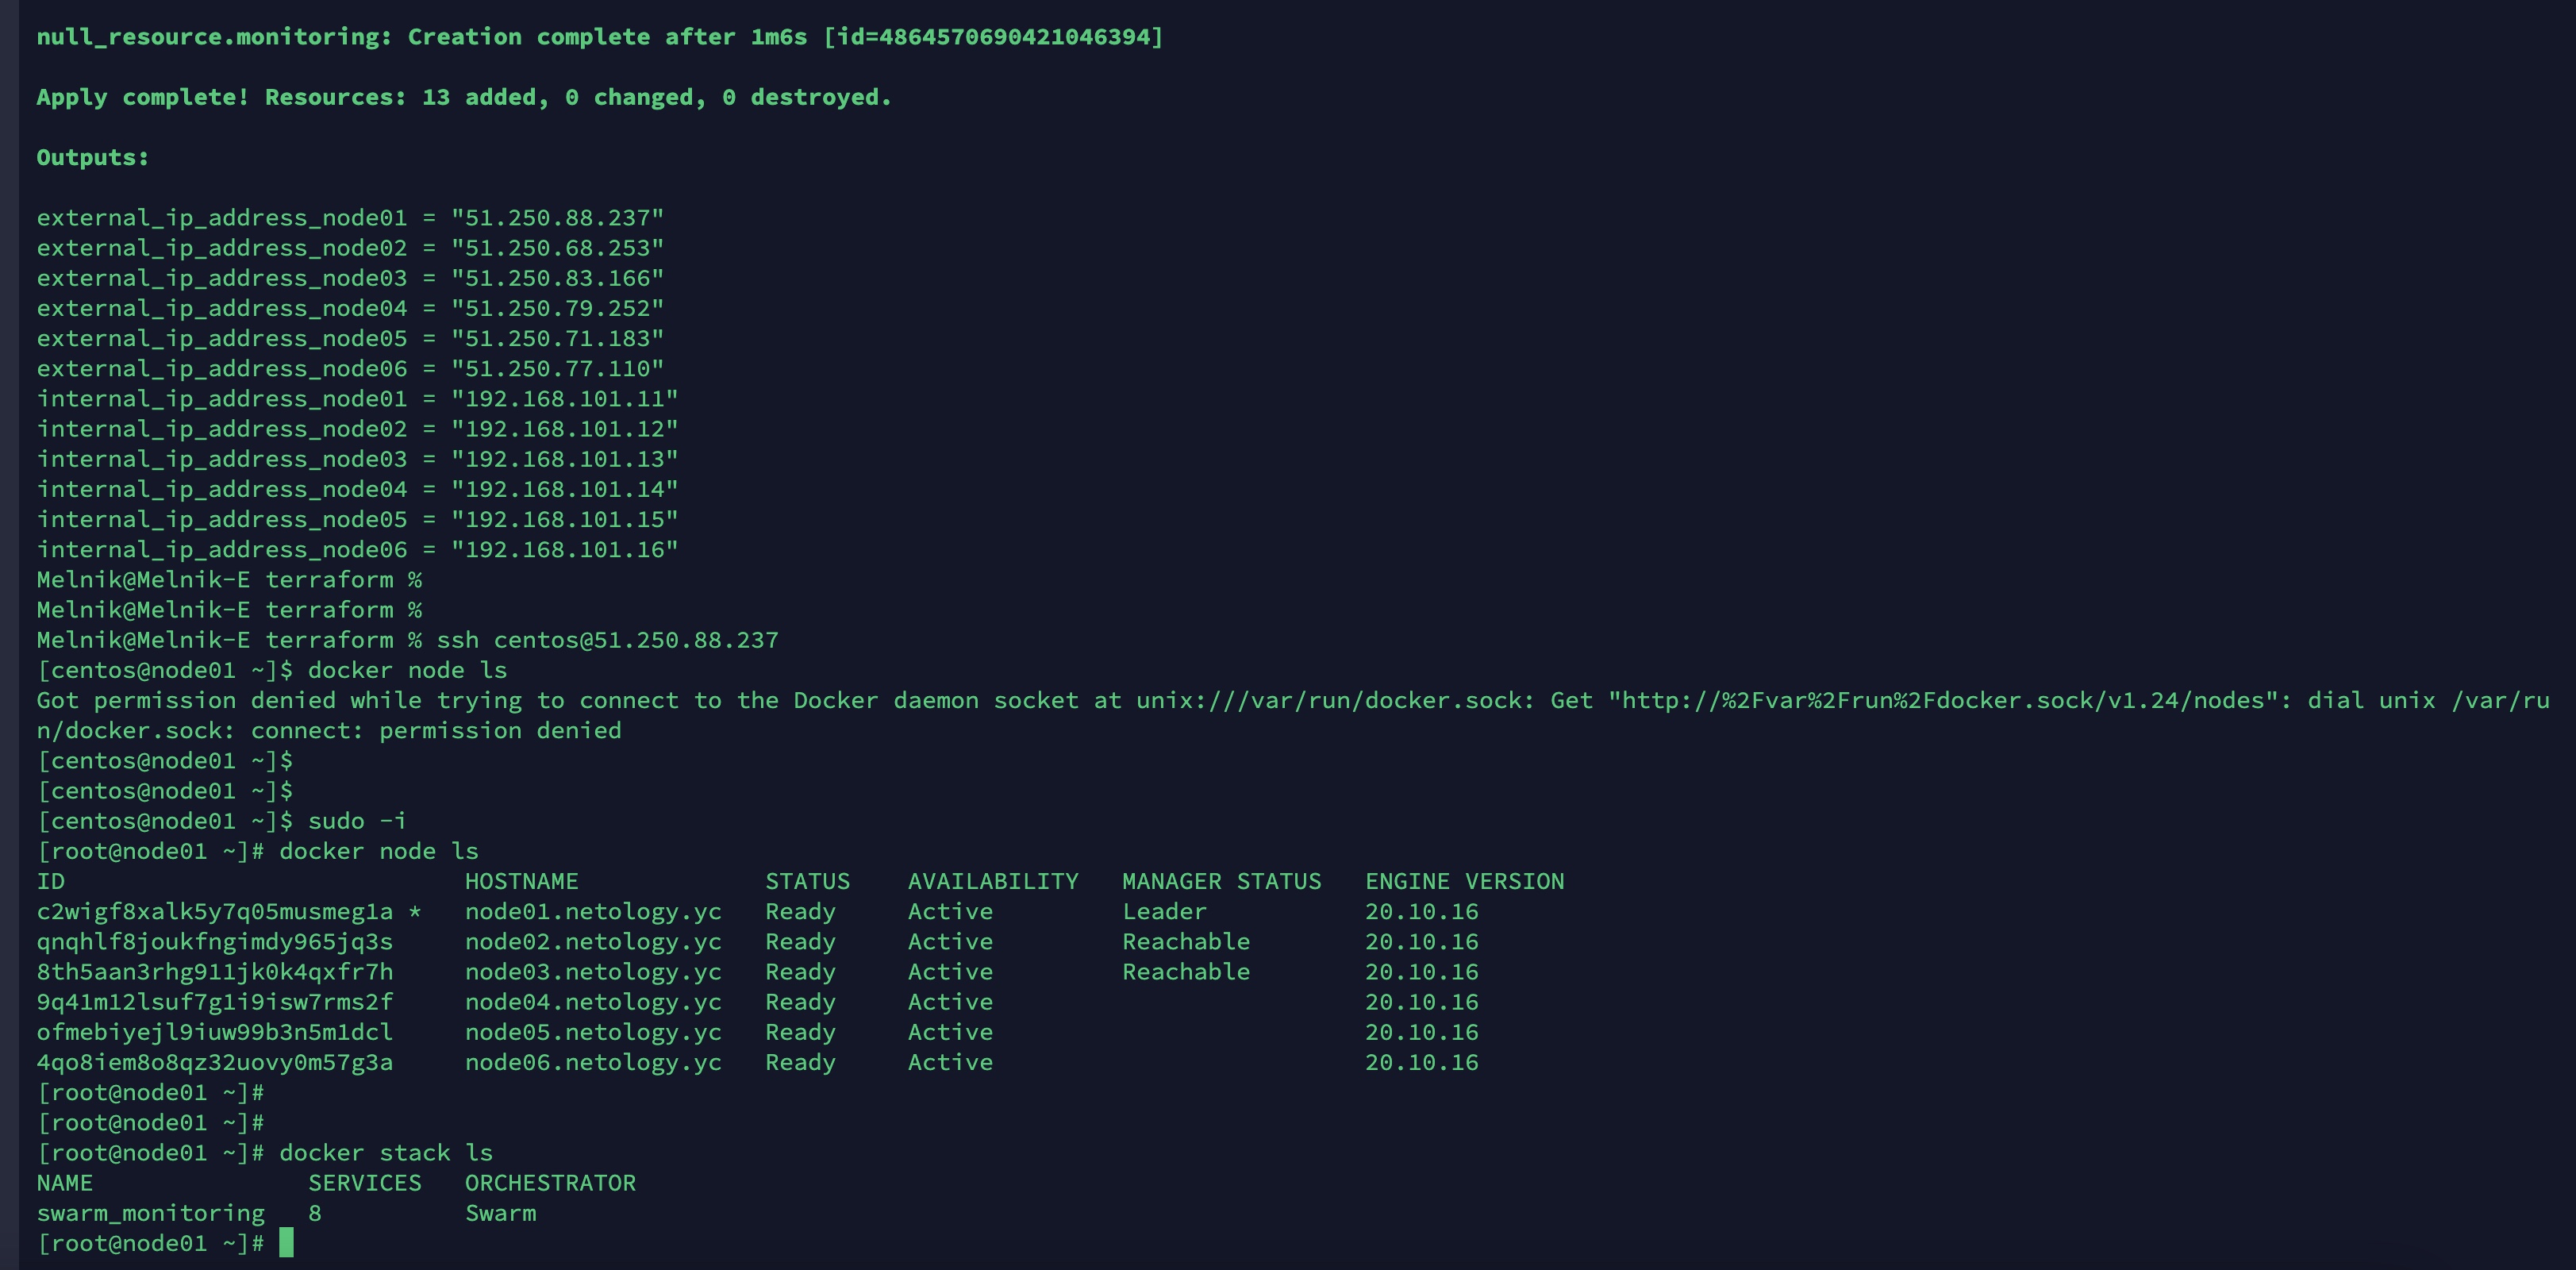 null_resource.monitoring: Creation complete after 1m6s [id=4864570690421046394]
Apply complete! Resources: 13 added, 0 changed, 0 destroyed.
Outputs:
external_ip_address_node01 = "51.250.88.237"
external_ip_address_node02 = "51.250.68.253"
external_ip_address_node03 = "51.250.83.166"
external_ip_address_node04 = "51.250.79.252"
external_ip_address_node05 = "51.250.71.183"
external_ip_address_node06 = "51.250.77.110"
internal_ip_address_node01 = "192.168.101.11"
internal_ip_address_node02 = "192.168.101.12"
internal_ip_address_node03 = "192.168.101.13"
internal_ip_address_node04 = "192.168.101.14"
internal_ip_address_node05 = "192.168.101.15"
internal_ip_address_node06 = "192.168.101.16"
Melnik@Melnik-E terraform %
Melnik@Melnik-E terraform %
Melnik@Melnik-E terraform % ssh centos@51.250.88.237
[centos@node01 ~]$ docker node ls
Got permission denied while trying to connect to the Docker daemon socket at unix:///var/run/docker.sock: Get "http://%2Fvar%2Frun%2Fdocker.sock/v1.24/nodes": dial unix /var/ru
n/docker.sock: connect: permission denied
[centos@node01 ~]$
[centos@node01 ~]$
[centos@node01 ~]$ sudo -i
[root@node01 ~]# docker node ls
ID                            HOSTNAME             STATUS    AVAILABILITY   MANAGER STATUS   ENGINE VERSION
c2wigf8xalk5y7q05musmeg1a *   node01.netology.yc   Ready     Active         Leader           20.10.16
qnqhlf8joukfngimdy965jq3s     node02.netology.yc   Ready     Active         Reachable        20.10.16
8th5aan3rhg911jk0k4qxfr7h     node03.netology.yc   Ready     Active         Reachable        20.10.16
9q41m12lsuf7g1i9isw7rms2f     node04.netology.yc   Ready     Active                          20.10.16
ofmebiyejl9iuw99b3n5m1dcl     node05.netology.yc   Ready     Active                          20.10.16
4qo8iem8o8qz32uovy0m57g3a     node06.netology.yc   Ready     Active                          20.10.16
[root@node01 ~]#
[root@node01 ~]#
[root@node01 ~]# docker stack ls
NAME               SERVICES   ORCHESTRATOR
swarm_monitoring   8          Swarm
[root@node01 ~]#